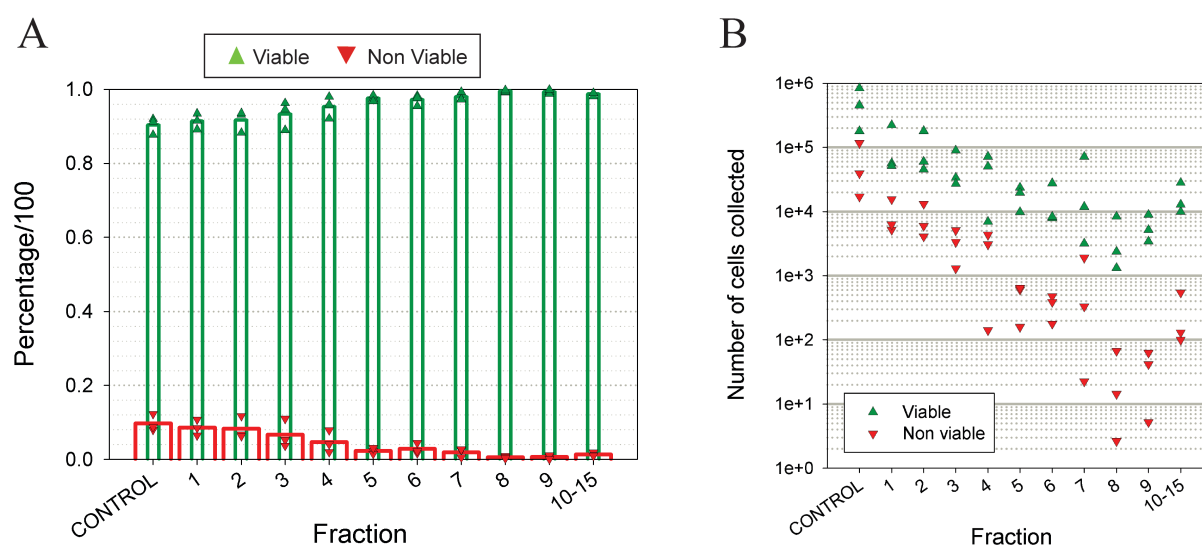 A
Viable Non Viable
Percentage/100
1.0
0.8
0.6
0.4
0.2
0.0
CONTROL 1 2 3 4 5 6 7 8 9 10-15
Fraction
B
Number of cells collected
1e+6
1e+5
1e+4
1e+3
1e+2
1e+1
1e+0
Viable
Non viable
CONTROL 1 2 3 4 5 6 7 8 9 10-15
Fraction